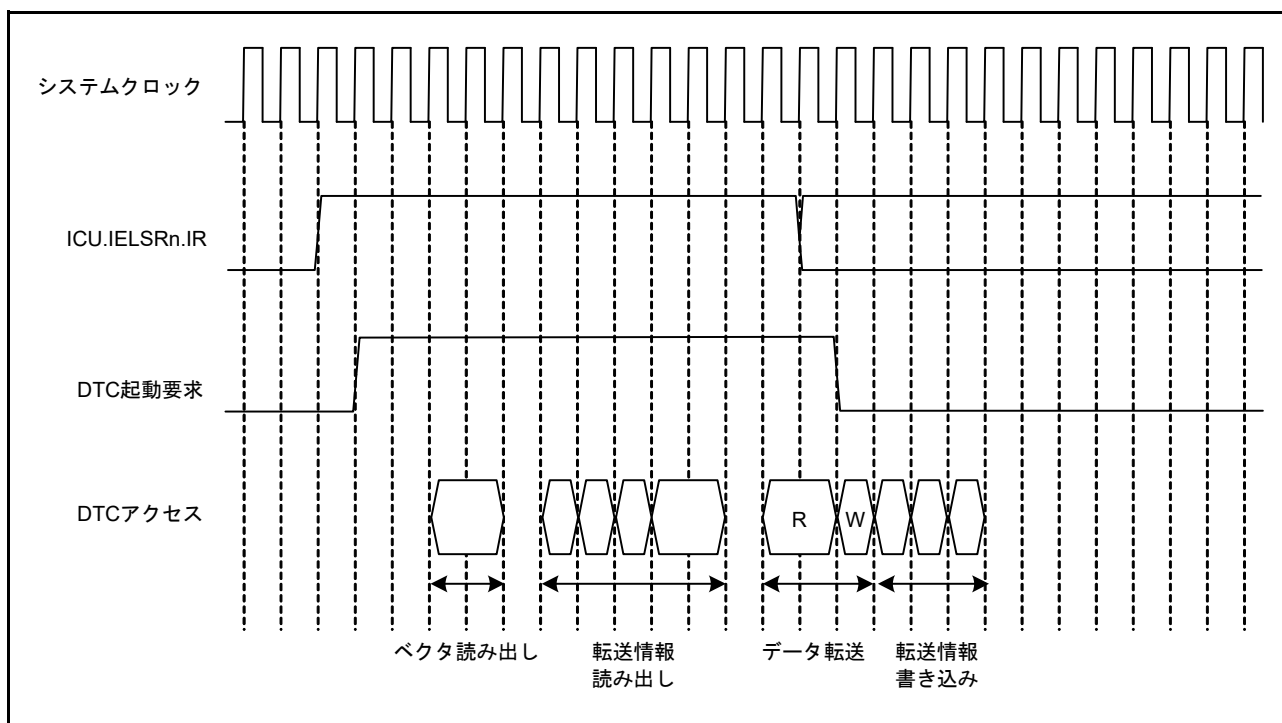 システムクロック
ICU.IELSRn.IR
DTC起動要求
DTCアクセス
R
W
ベクタ読み出し
転送情報
読み出し
データ転送
転送情報
書き込み